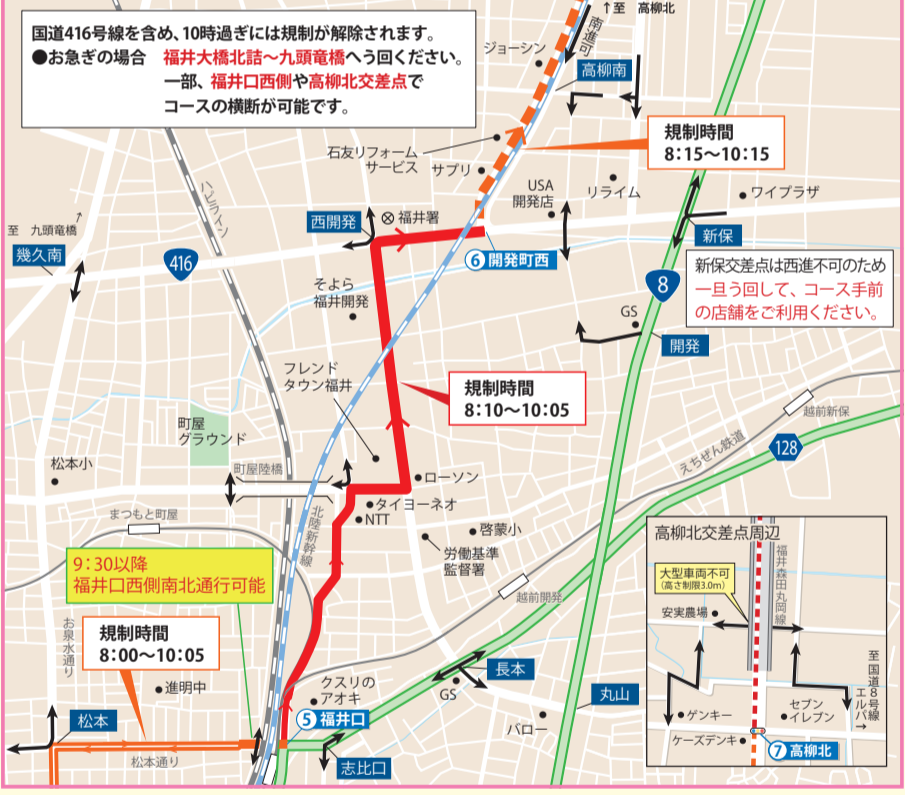 国道416号線を含め、10時過ぎには規制が解除されます。
●お急ぎの場合　福井大橋北詰～九頭竜橋へう回ください。
一部、福井口西側や高柳北交差点で
コースの横断が可能です。
↑至　高柳北
南進可
ジョーシン
高柳南
規制時間
8:15～10:15
石友リフォーム
サービス
サプリ
USA
開発店
リライム
ワイプラザ
ハピライン
至　九頭竜橋↑
幾久南
416
西開発
福井署
⑥開発町西
新保
8
新保交差点は西進不可のため
一旦う回して、コース手前
の店舗をご利用ください。
そよら
福井開発
GS
開発
フレンド
タウン福井
規制時間
8:10～10:05
越前新保
えちぜん鉄道
128
町屋
グラウンド
松本小
町屋陸橋
ローソン
タイヨーネオ
NTT
まつもと町屋
北陸新幹線
啓蒙小
労働基準
監督署
9:30以降
福井口西側南北通行可能
越前開発
お泉水通り
規制時間
8:00～10:05
進明中
クスリの
アオキ
長本
GS
丸山
松本
⑤福井口
バロー
松本通り
志比口
高柳北交差点周辺
大型車両不可
(高さ制限3.0m)
福井森田丸岡線
安実農場
至国道8号線
エルパ→
ゲンキー
セブン
イレブン
ケーズデンキ
⑦高柳北